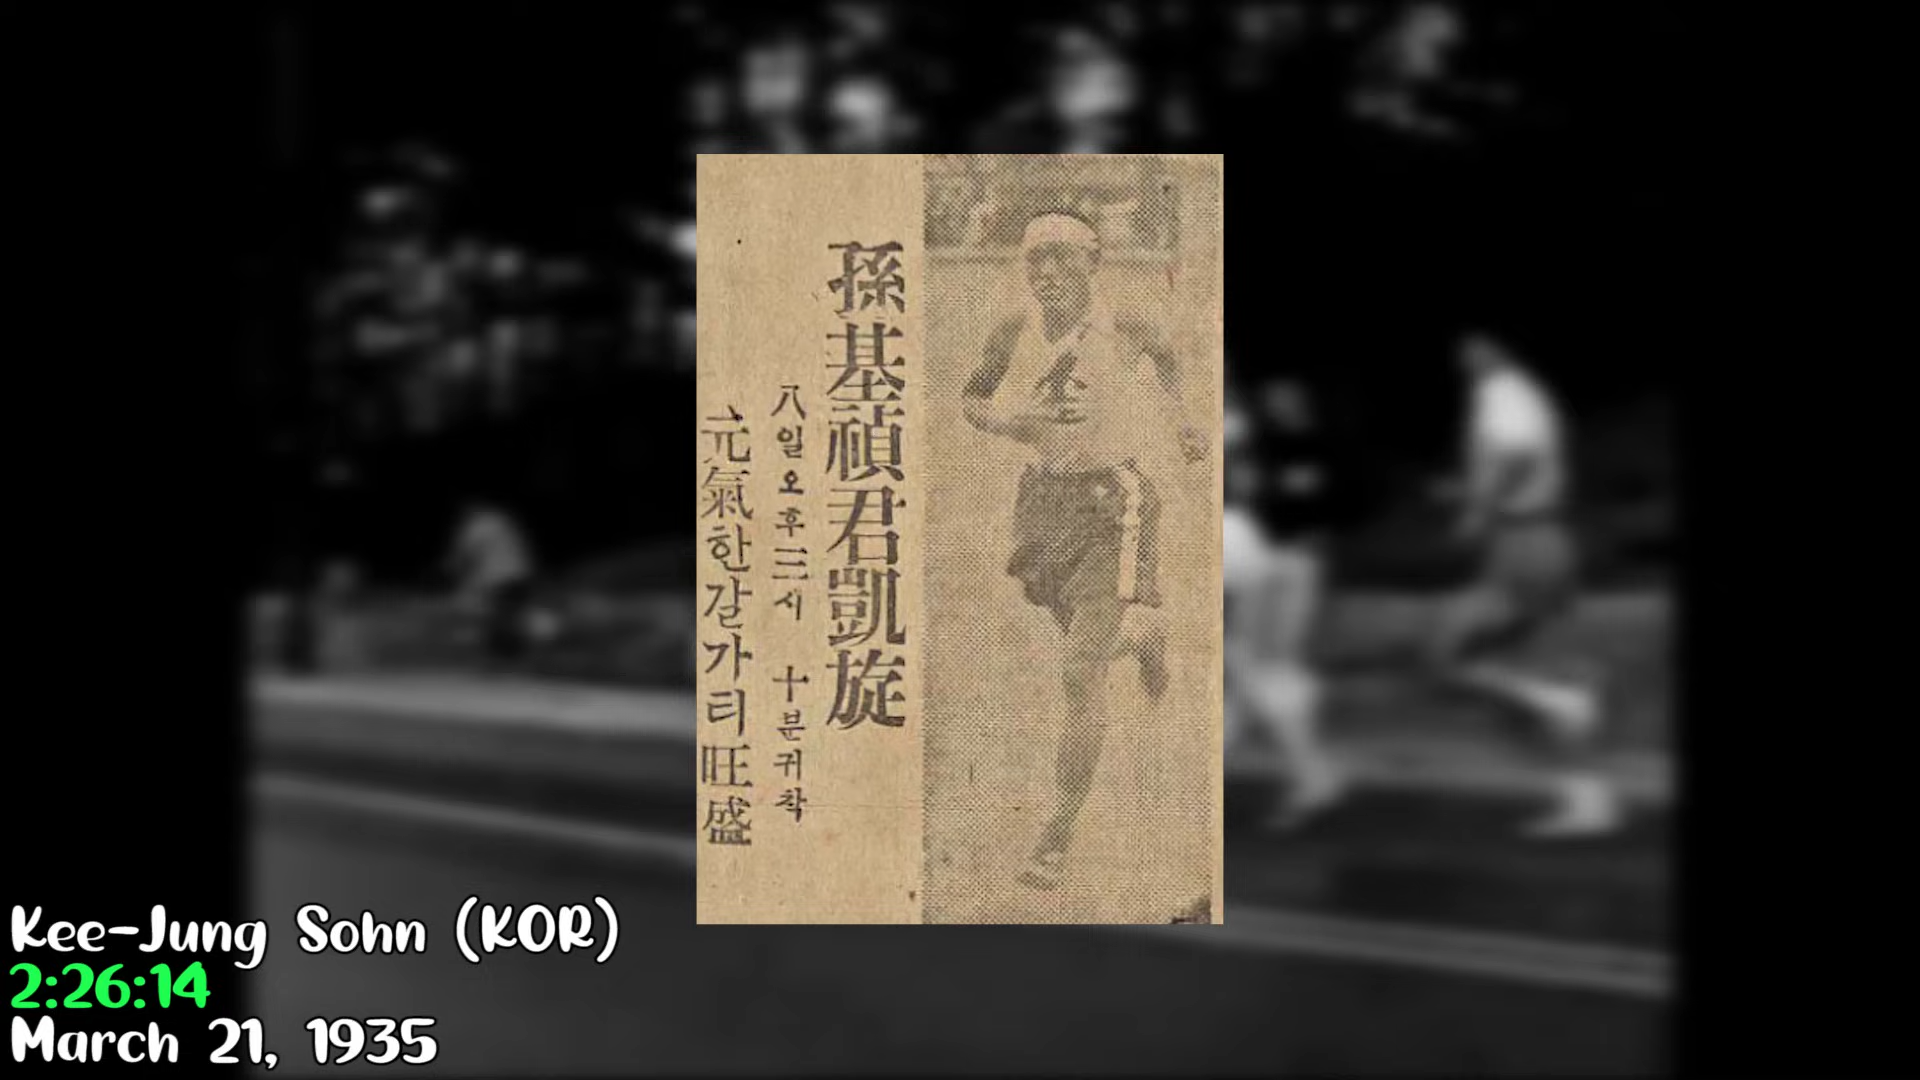 孫基禎君凱旋
八일오후三시 十분귀착
元氣한갈가티旺盛
Kee-Jung Sohn (KOR)
2:26:14
March 21, 1935